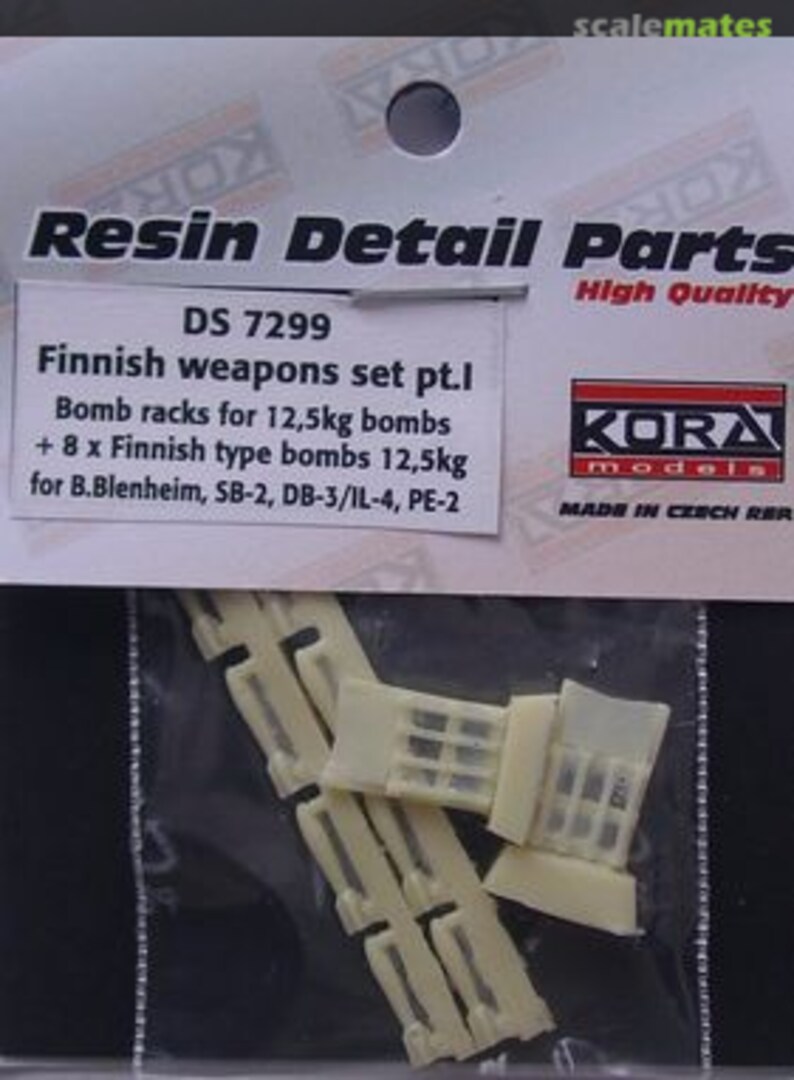 scalemates
Resin Detail Parts
High Quality
DS 7299
Finnish weapons set pt.I
Bomb racks for 12,5kg bombs
+ 8 x Finnish type bombs 12,5kg
for B.Blenheim, SB-2, DB-3/IL-4, PE-2
KORA
models
MADE IN CZECH REP